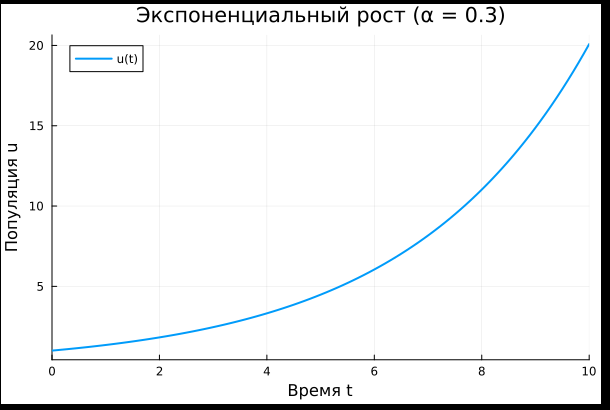 Экспоненциальный рост (α = 0.3)
u(t)
20
15
10
5
Популяция u
0 2 4 6 8 10
Время t